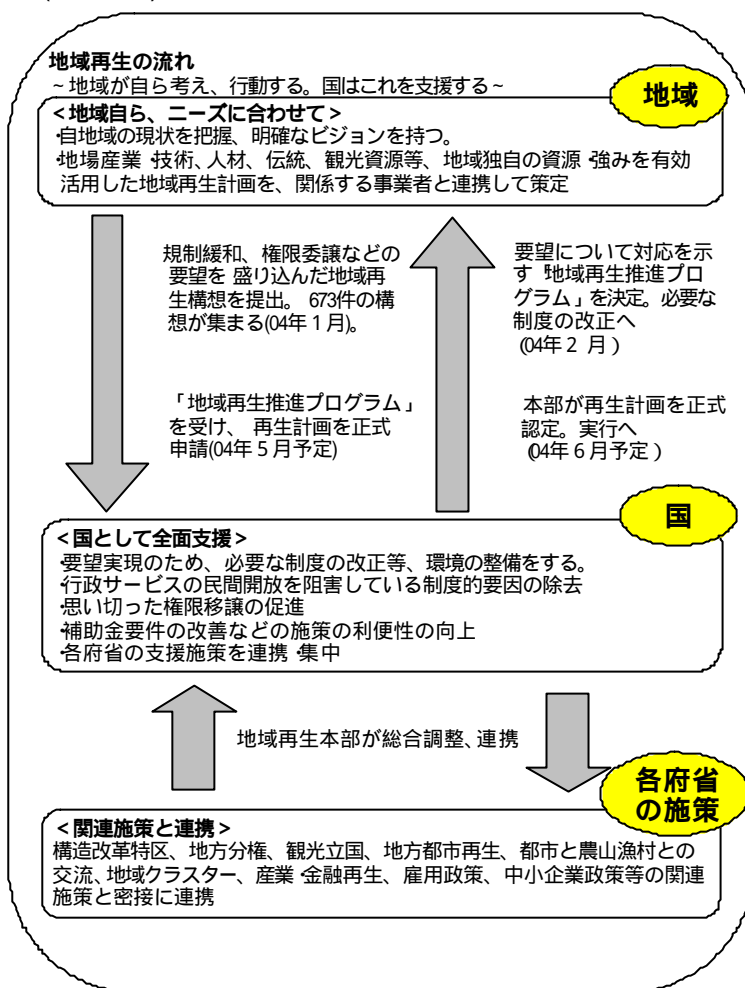 地域再生の流れ
~地域が自ら考え、行動する。国はこれを支援する~
地域
<地域自ら、ニーズに合わせて>
・自地域の現状を把握、明確なビジョンを持つ。
・地場産業・技術、人材、伝統、観光資源等、地域独自の資源・強みを有効
活用した地域再生計画を、関係する事業者と連携して策定
規制緩和、権限委譲などの
要望を 盛り込んだ地域再
生構想を提出。 673件の構
想が集まる(04年1月)。
要望について対応を示
す「地域再生推進プロ
グラム」を決定。必要な
制度の改正へ
(04年2 月)
「地域再生推進プログラム」
を受け、 再生計画を正式
申請(04年5月予定)
本部が再生計画を正式
認定。実行へ
(04年6月予定)
国
<国として全面支援>
・要望実現のため、必要な制度の改正等、環境の整備をする。
・行政サービスの民間開放を阻害している制度的要因の除去
・思い切った権限移譲の促進
・補助金要件の改善などの施策の利便性の向上
・各府省の支援施策を連携・集中
地域再生本部が総合調整、連携
各府省
の施策
<関連施策と連携>
構造改革特区、地方分権、観光立国、地方都市再生、都市と農山漁村との
交流、地域クラスター、産業・金融再生、雇用政策、中小企業政策等の関連
施策と密接に連携